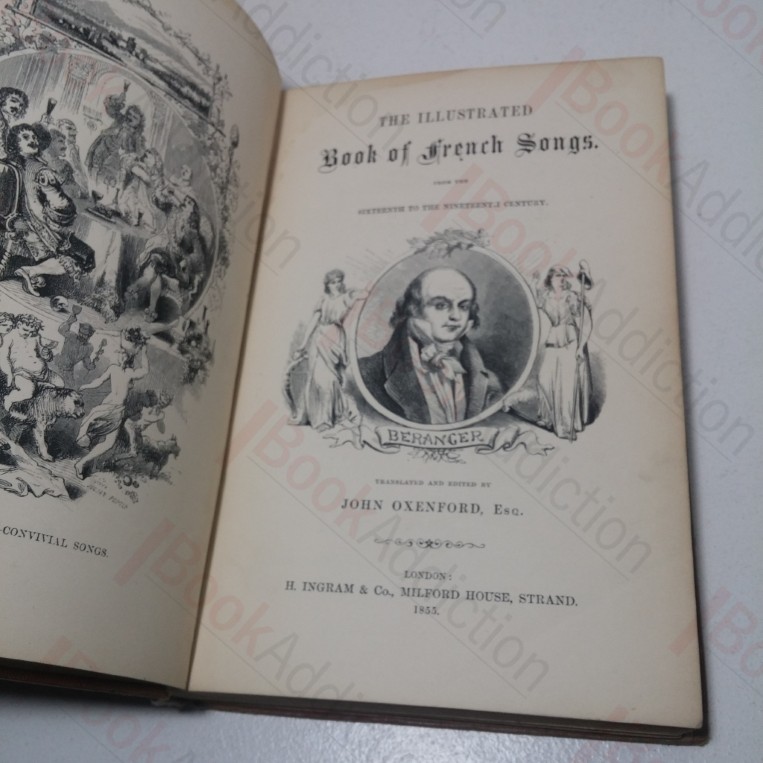 -CONVIVIAL SONGS.
THE ILLUSTRATED
Book of French Songs.
FROM THE
SIXTEENTH TO THE NINETEENTH CENTURY.
BERANGER
TRANSLATED AND EDITED BY
JOHN OXENFORD, Esq.
LONDON:
H. INGRAM & Co., MILFORD HOUSE, STRAND.
1855.
BookAddiction